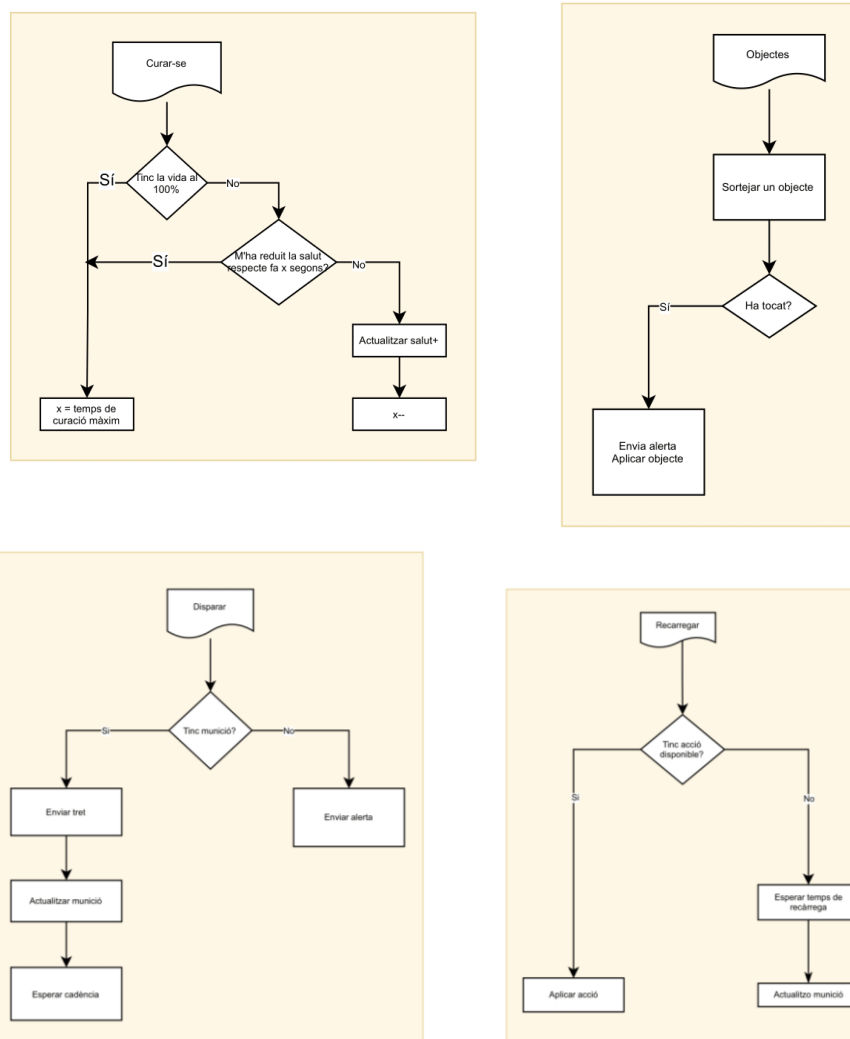 Curar-se
Tinc la vida al
100%
Sí
No
M'ha reduit la salut
respecte fa x segons?
Sí
No
Actualitzar salut+
x--
x = temps de
curació màxim
Objectes
Sortejar un objecte
Ha tocat?
Sí
Envia alerta
Aplicar objecte
Disparar
Tinc munició?
Si
No
Enviar tret
Enviar alerta
Actualitzar munició
Esperar cadència
Recarregar
Tinc acció
disponible?
Sí
No
Esperar temps de
recàrrega
Aplicar acció
Actualitzo munició